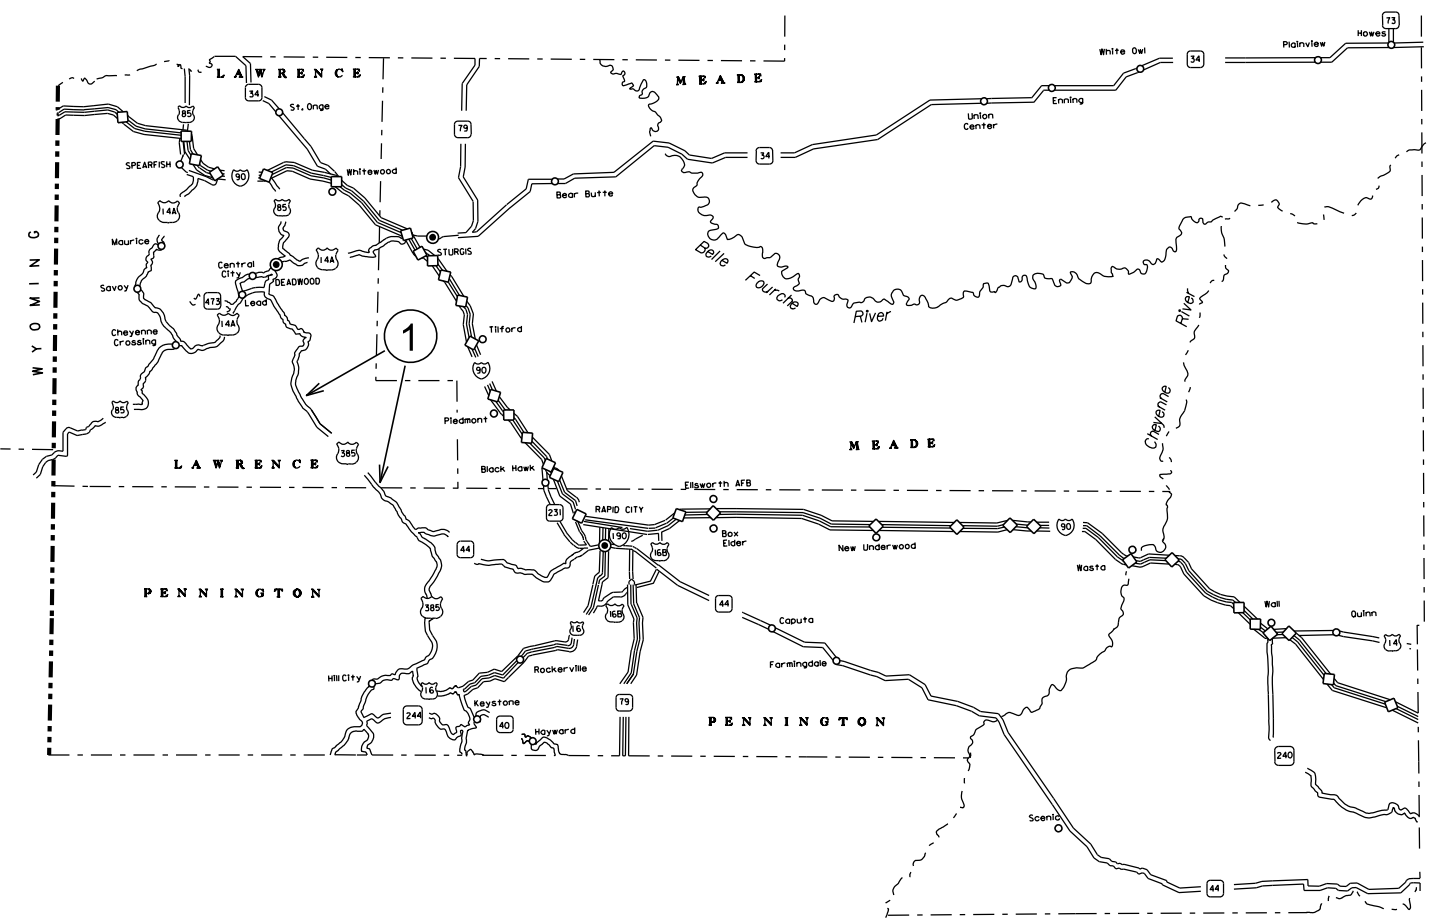 73
Howes
Plainview
White Owl
34
LAWRENCE
MEADE
34
St. Onge
Enning
Union
Center
85
79
34
SPEARFISH
90
Whitewood
Bear Butte
14A
85
WYOMING
Maurice
STURGIS
Belle
Fourche
River
Central
City
14A
DEADWOOD
Savoy
473
Lead
14A
River
Cheyenne
Cheyenne
Crossing
1
Tilford
90
85
Piedmont
385
MEADE
LAWRENCE
Black Hawk
Ellsworth AFB
231
RAPID CITY
190
Box
Elder
90
New Underwood
44
16B
Wasta
PENNINGTON
385
44
Wall
Quinn
16B
16
Caputa
14
Rockerville
Farmingdale
Hill City
16
Keystone
79
244
40
Hayward
PENNINGTON
240
Scenic
44